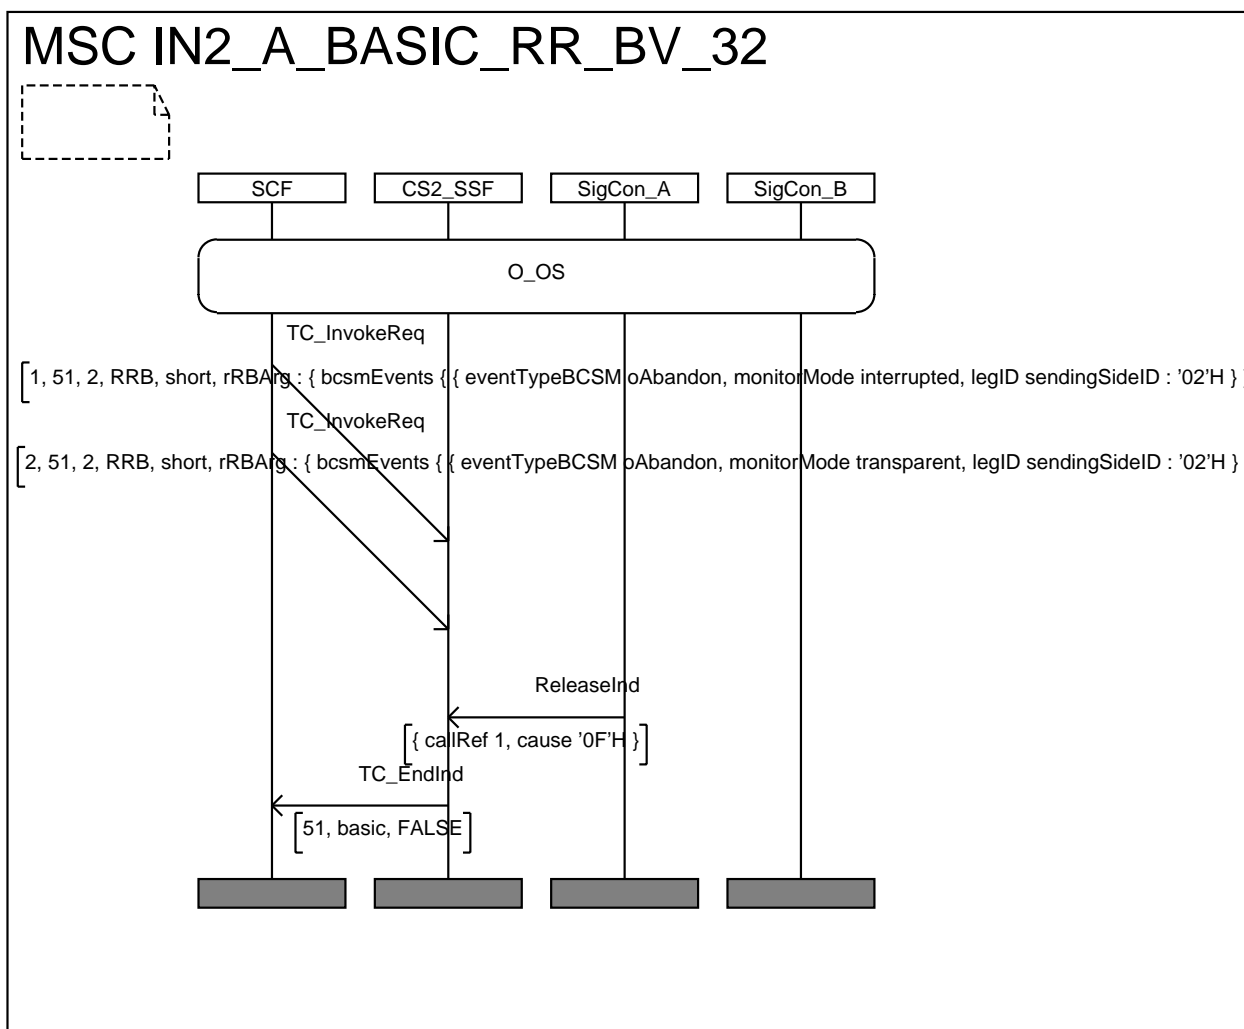 MSC IN2_A_BASIC_RR_BV_32
SCF CS2_SSF SigCon_A SigCon_B
O_OS
TC_InvokeReq
1, 51, 2, RRB, short, rRBArg : { bcsmEvents { { eventTypeBCSM oAbandon, monitorMode interrupted, legID sendingSideID : '02'H }
TC_InvokeReq
2, 51, 2, RRB, short, rRBArg : { bcsmEvents { { eventTypeBCSM oAbandon, monitorMode transparent, legID sendingSideID : '02'H }
ReleaseInd
{ callRef 1, cause '0F'H }
TC_EndInd
51, basic, FALSE